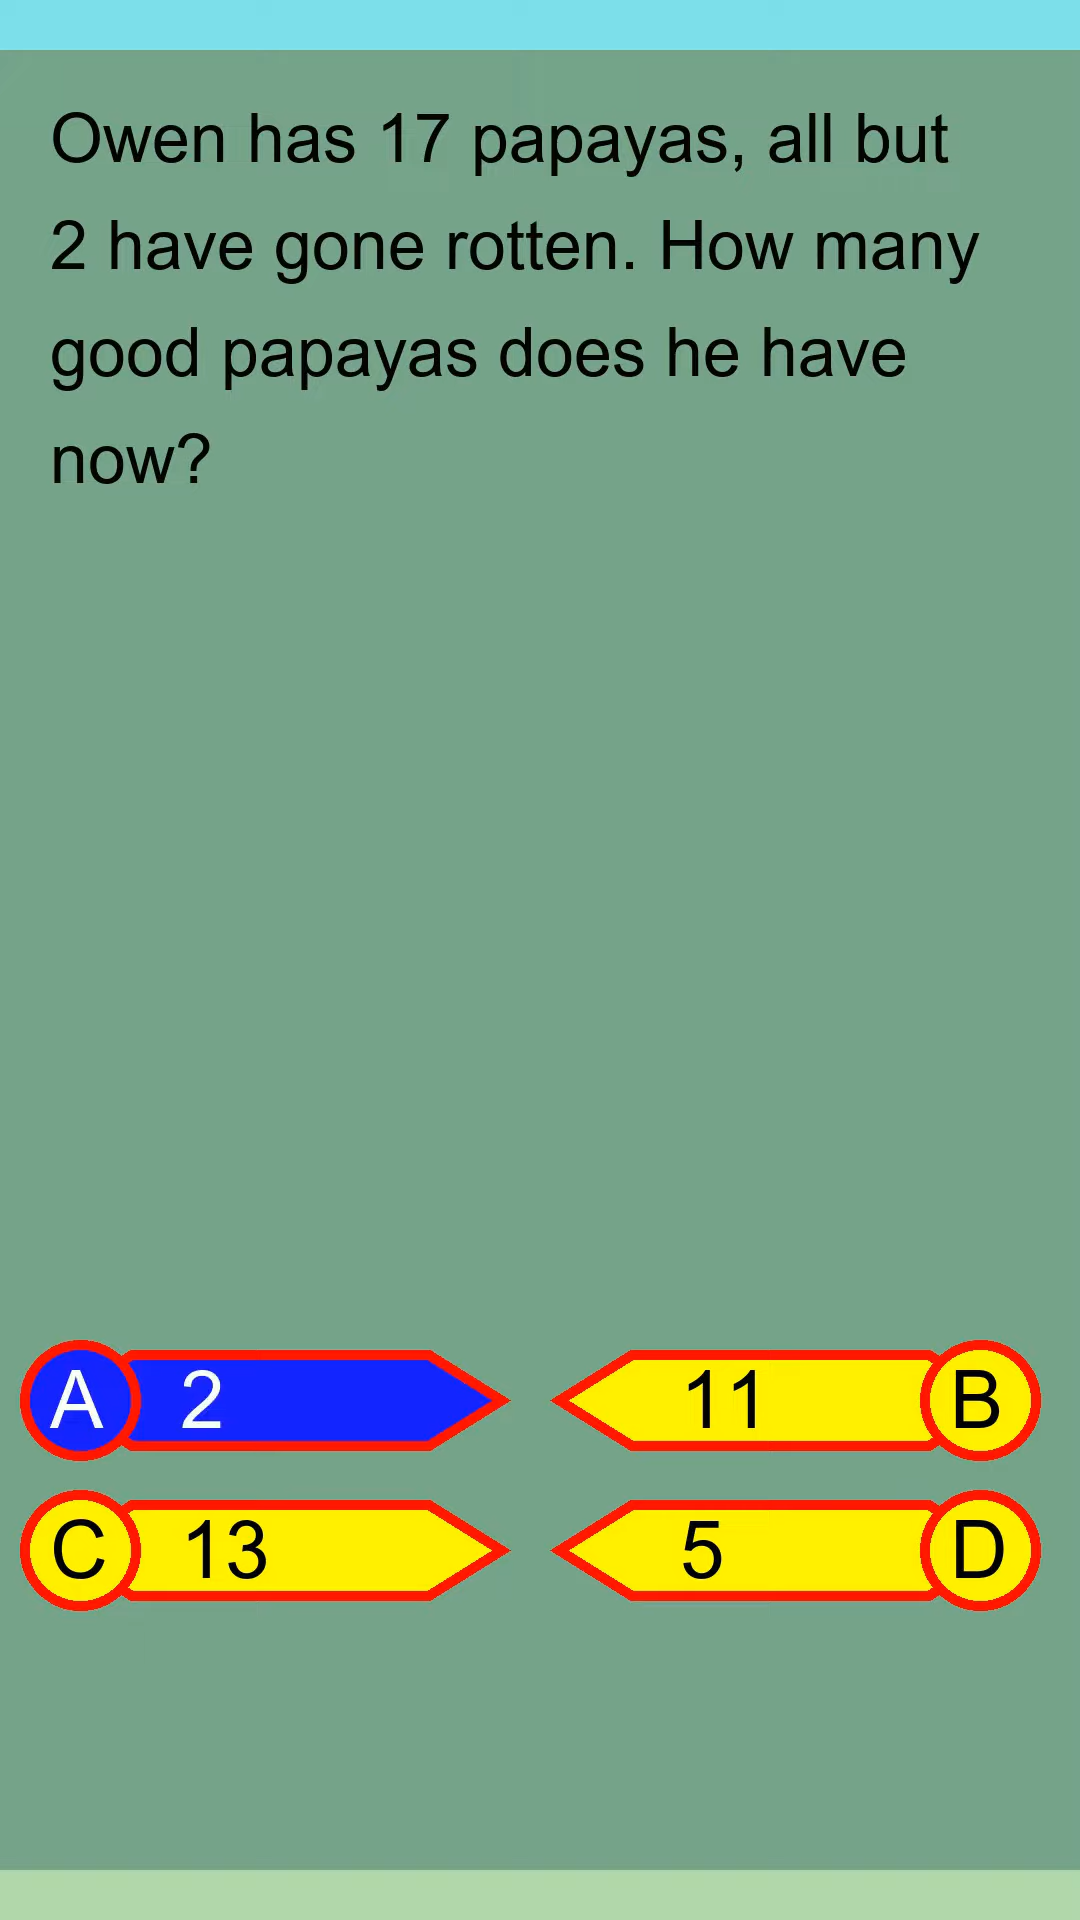 Owen has 17 papayas, all but
2 have gone rotten. How many
good papayas does he have
now?
A 2
11 B
C 13
5 D